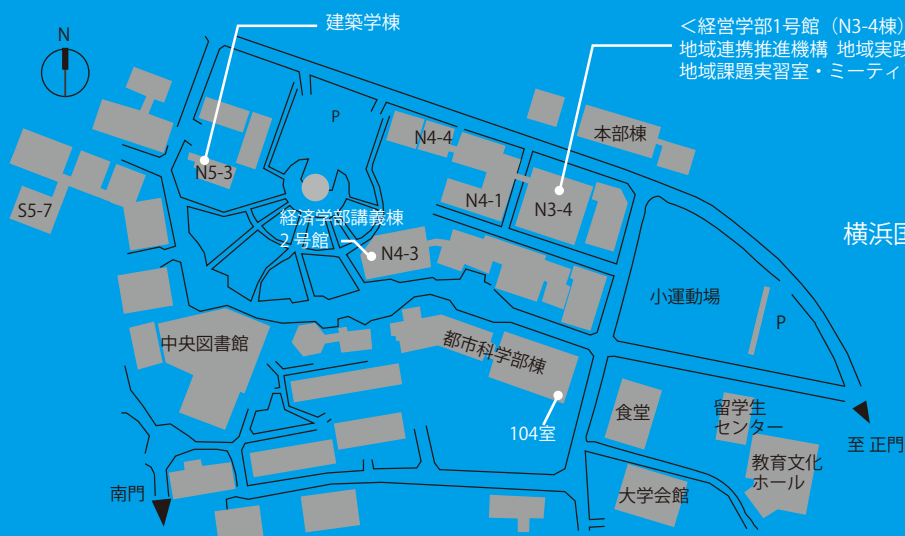 N
建築学棟
＜経営学部1号館（N3-4棟）
地域連携推進機構 地域実践
地域課題実習室・ミーティ
P
N4-4
本部棟
N5-3
N4-1
N3-4
S5-7
経済学部講義棟
2 号館
N4-3
横浜国
小運動場
P
中央図書館
都市科学部棟
104室
食堂
留学生
センター
至 正門
教育文化
ホール
南門
大学会館